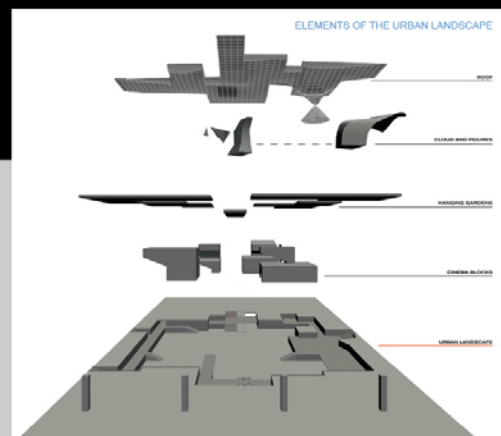 ELEMENTS OF THE URBAN LANDSCAPE
ROOF
CLOUD AND FIGURES
HANGING GARDENS
CINEMA BLOCKS
URBAN LANDSCAPE